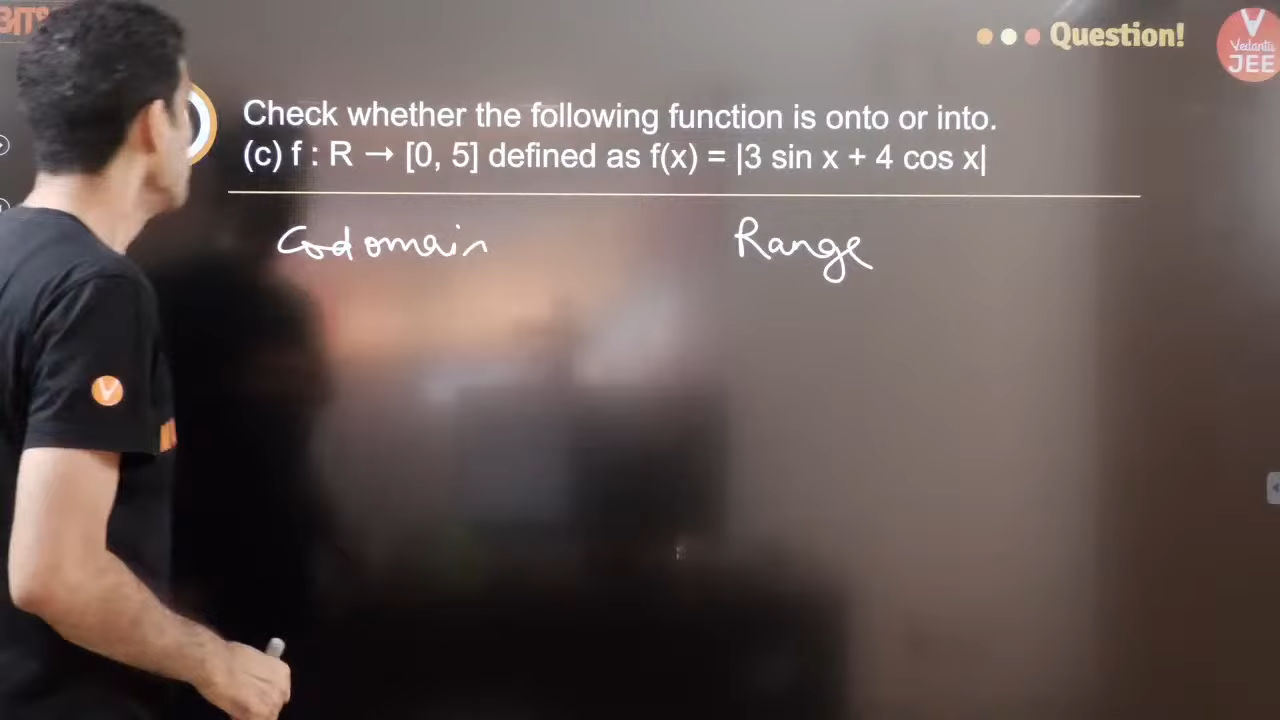 Question!
Vedantu
JEE
Check whether the following function is onto or into.
(c) f : R → [0, 5] defined as f(x) = |3 sin x + 4 cos x|
Codomain Range